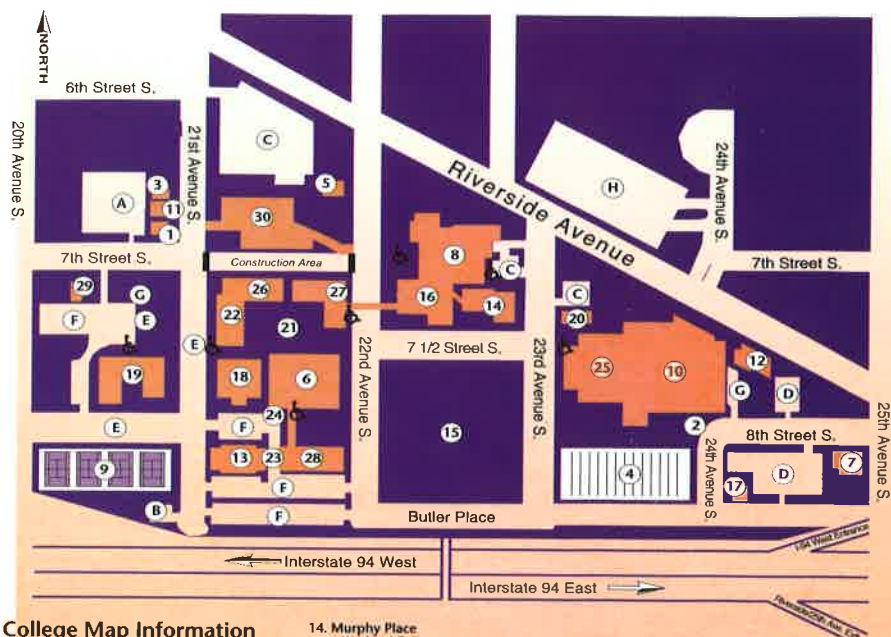 NORTH
6th Street S.
20th Avenue S.
21st Avenue S.
C
3
A
11
1
5
30
Riverside Avenue
H
24th Avenue S.
7th Street S.
Construction Area
8
C
7th Street S.
29
G
F
E
26
27
22
21
16
14
C
20
E
22nd Avenue S.
7 1/2 Street S.
23rd Avenue S.
19
18
6
25
10
12
G
D
E
24
F
15
2
8th Street S.
25th Avenue S.
9
13
23
28
4
24th Avenue S.
D
7
17
F
B
F
Butler Place
I-94 West Entrance
Interstate 94 West
Interstate 94 East
Riverside/25th Ave. Exit
College Map Information
14. Murphy Place